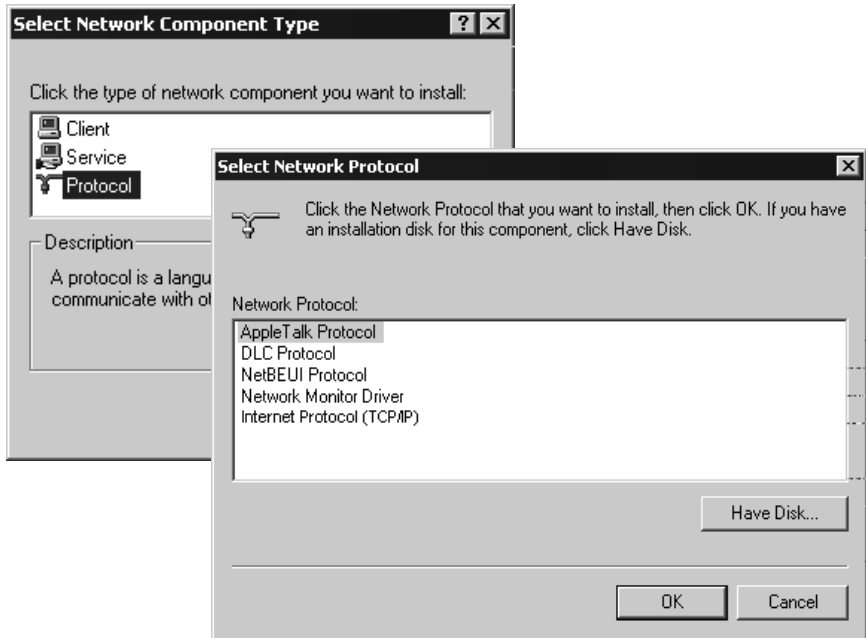 Select Network Component Type
Click the type of network component you want to install:
Client
Service
Protocol
Description
A protocol is a langu
communicate with ot
Select Network Protocol
Click the Network Protocol that you want to install, then click OK. If you have
an installation disk for this component, click Have Disk.
Network Protocol:
AppleTalk Protocol
DLC Protocol
NetBEUI Protocol
Network Monitor Driver
Internet Protocol (TCP/IP)
Have Disk...
OK
Cancel